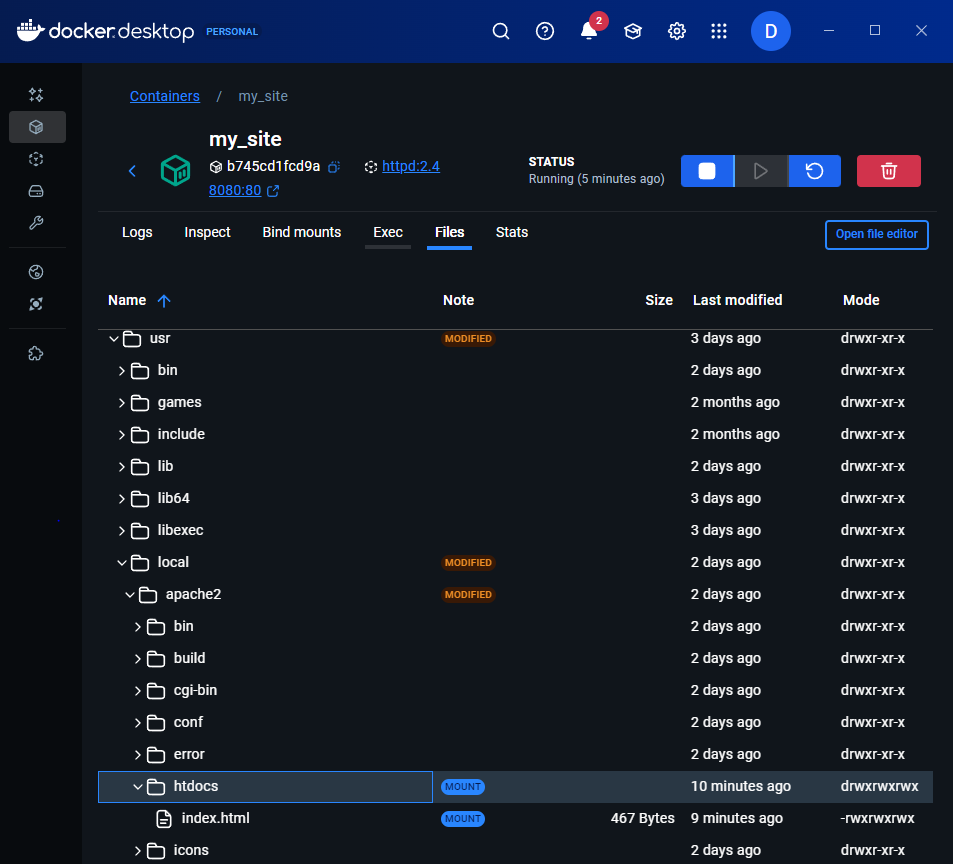 docker.desktop PERSONAL 2 D
Containers / my_site
my_site
b745cd1fcd9a httpd:2.4
8080:80
STATUS
Running (5 minutes ago)
Logs Inspect Bind mounts Exec Files Stats Open file editor
Name Note Size Last modified Mode
usr MODIFIED 3 days ago drwxr-xr-x
bin 2 days ago drwxr-xr-x
games 2 months ago drwxr-xr-x
include 2 months ago drwxr-xr-x
lib 2 days ago drwxr-xr-x
lib64 3 days ago drwxr-xr-x
libexec 3 days ago drwxr-xr-x
local MODIFIED 2 days ago drwxr-xr-x
apache2 MODIFIED 2 days ago drwxr-xr-x
bin 2 days ago drwxr-xr-x
build 2 days ago drwxr-xr-x
cgi-bin 2 days ago drwxr-xr-x
conf 2 days ago drwxr-xr-x
error 2 days ago drwxr-xr-x
htdocs MOUNT 10 minutes ago drwxrwxrwx
index.html MOUNT 467 Bytes 9 minutes ago -rwxrwxrwx
icons 2 days ago drwxr-xr-x